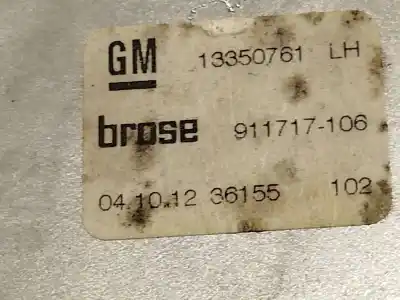 GM 13350761 LH
brose 911717-106
04.10.12 36155 102